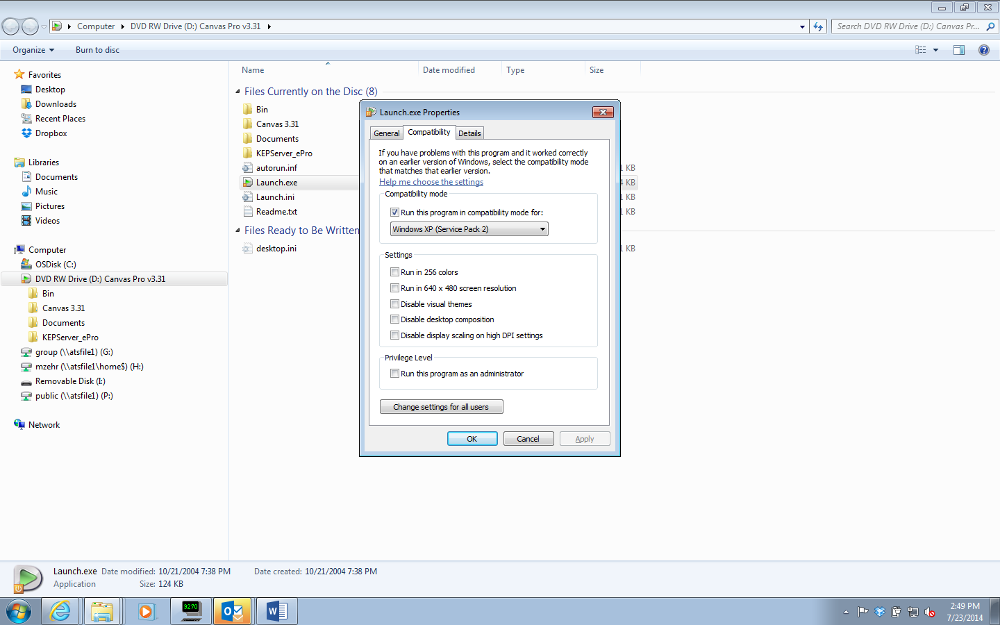 Computer DVD RW Drive (D:) Canvas Pro v3.31
Search DVD RW Drive (D:) Canvas Pr...
Organize Burn to disc
Name Date modified Type Size
Favorites
Desktop
Downloads
Recent Places
Dropbox
Libraries
Documents
Music
Pictures
Videos
Computer
OSDisk (C:)
DVD RW Drive (D:) Canvas Pro v3.31
Bin
Canvas 3.31
Documents
KEPServer_ePro
group (\\atsfile1) (G:)
mzehr (\\atsfile1\home$) (H:)
Removable Disk (I:)
public (\\atsfile1) (P:)
Network
Files Currently on the Disc (8)
Bin
Canvas 3.31
Documents
KEPServer_ePro
autorun.inf 1 KB
Launch.exe KB
Launch.ini 1 KB
Readme.txt 1 KB
Files Ready to Be Written
desktop.ini 1 KB
Launch.exe Properties
General Compatibility Details
If you have problems with this program and it worked correctly
on an earlier version of Windows, select the compatibility mode
that matches that earlier version.
Help me choose the settings
Compatibility mode
Run this program in compatibility mode for:
Windows XP (Service Pack 2)
Settings
Run in 256 colors
Run in 640 x 480 screen resolution
Disable visual themes
Disable desktop composition
Disable display scaling on high DPI settings
Privilege Level
Run this program as an administrator
Change settings for all users
OK Cancel Apply
Launch.exe Date modified: 10/21/2004 7:38 PM Date created: 10/21/2004 7:38 PM
Application Size: 124 KB
3270
2:49 PM
7/23/2014